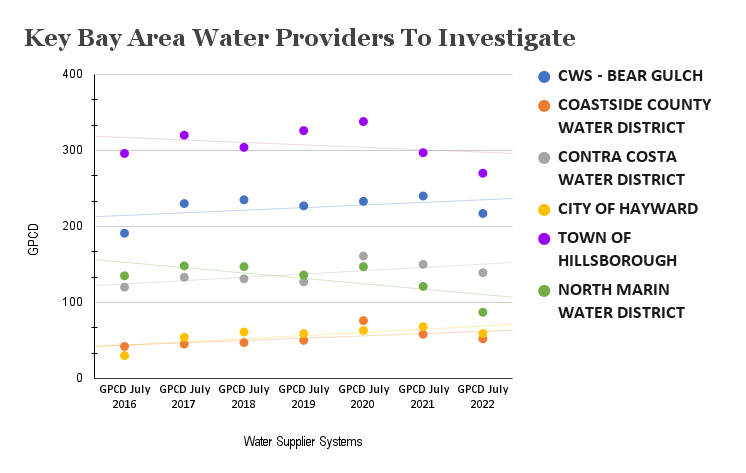 Key Bay Area Water Providers To Investigate
400
300
200
100
0
GPCD
GPCD July
2016
GPCD July
2017
GPCD July
2018
GPCD July
2019
GPCD July
2020
GPCD July
2021
GPCD July
2022
Water Supplier Systems
CWS - BEAR GULCH
COASTSIDE COUNTY
WATER DISTRICT
CONTRA COSTA
WATER DISTRICT
CITY OF HAYWARD
TOWN OF
HILLSBOROUGH
NORTH MARIN
WATER DISTRICT